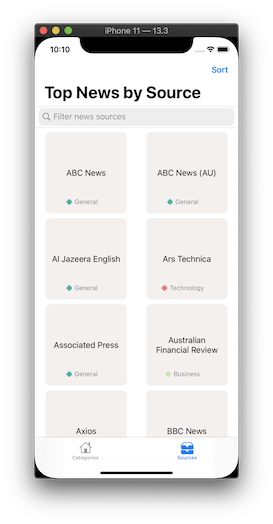 iPhone 11 — 13.3
10:10
Sort
Top News by Source
Filter news sources
ABC News
General
ABC News (AU)
General
Al Jazeera English
General
Ars Technica
Technology
Associated Press
General
Australian
Financial Review
Business
Axios
BBC News
Categories
Sources